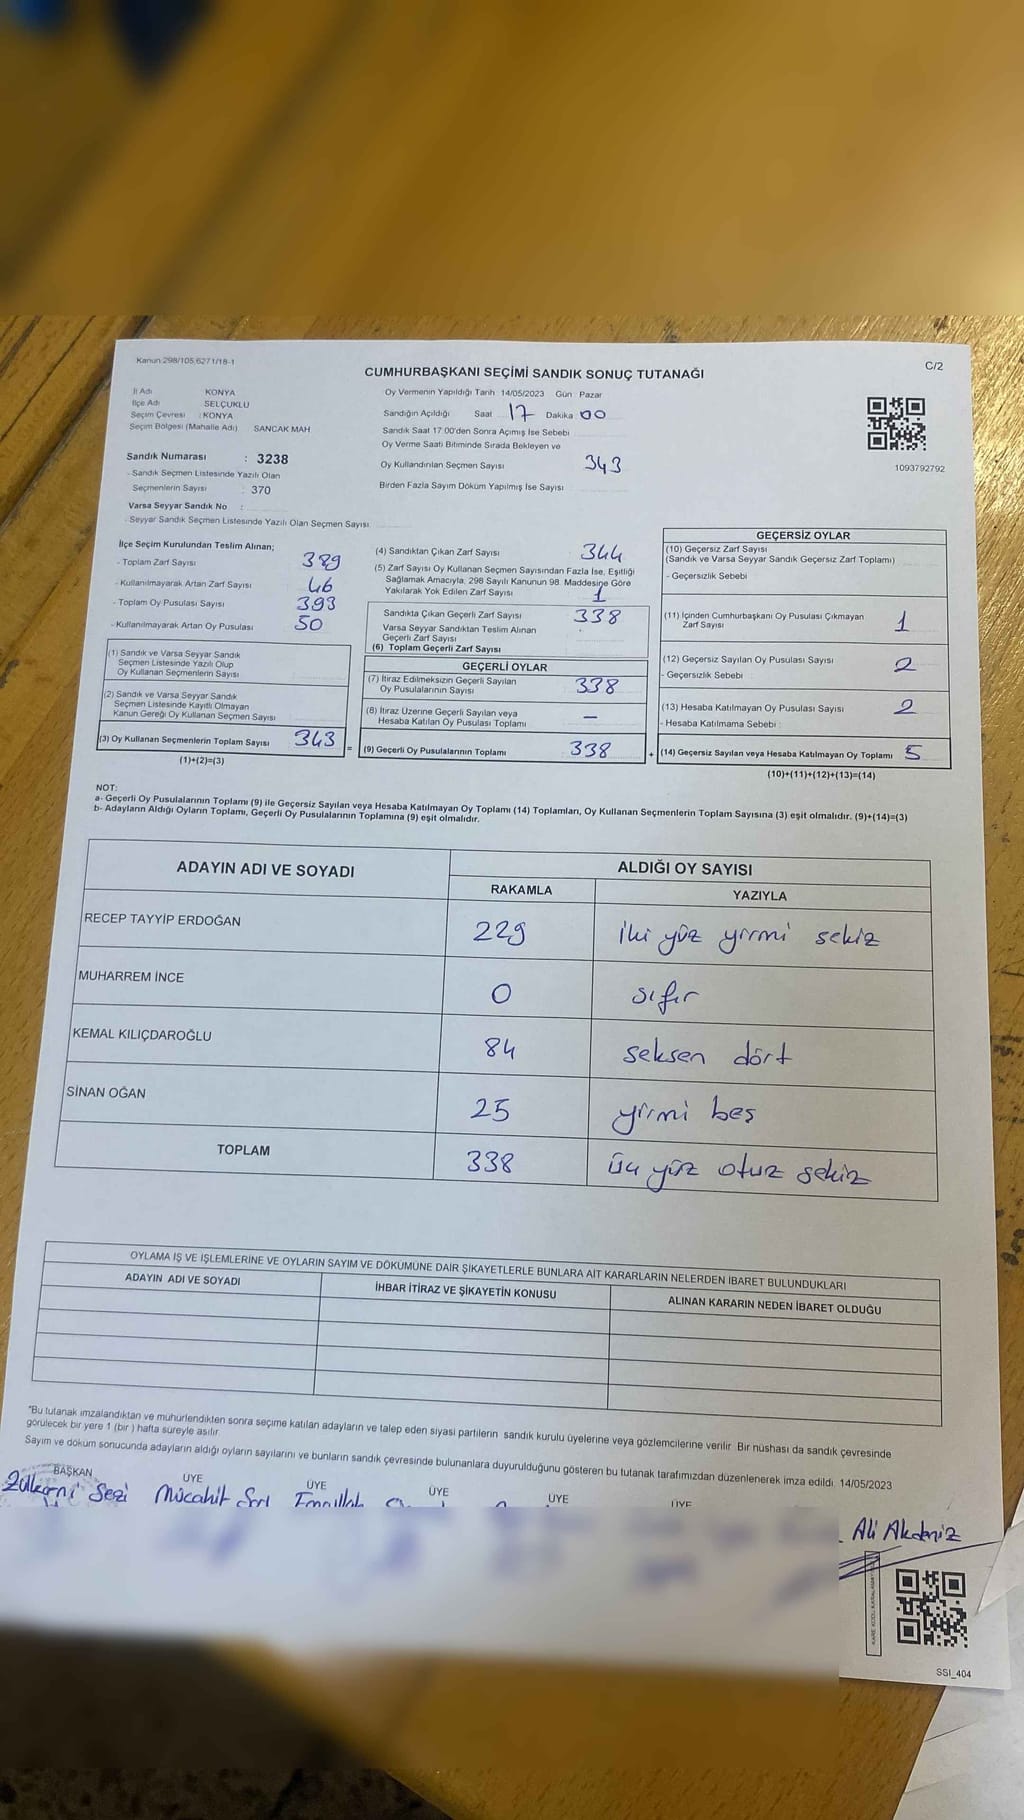 Kanun 298/105,6271/18-1
C/2
CUMHURBAŞKANI SEÇİMİ SANDIK SONUÇ TUTANAĞI
İl Adı KONYA
İlçe Adı SELÇUKLU
Seçim Çevresi : KONYA
Seçim Bölgesi (Mahalle Adı) SANCAK MAH
Sandık Numarası : 3238
- Sandık Seçmen Listesinde Yazılı Olan
Seçmenlerin Sayısı : 370
Varsa Seyyar Sandık No :
- Seyyar Sandık Seçmen Listesinde Yazılı Olan Seçmen Sayısı
Oy Vermenin Yapıldığı Tarih 14/05/2023 Gün : Pazar
Sandığın Açıldığı Saat 17 Dakika 00
Sandık Saat 17:00'den Sonra Açımış İse Sebebi
Oy Verme Saati Bitiminde Sırada Bekleyen ve
Oy Kullandırılan Seçmen Sayısı 343
Birden Fazla Sayım Döküm Yapılmış İse Sayısı
1093792792
İlçe Seçim Kurulundan Teslim Alınan;
- Toplam Zarf Sayısı 389
- Kullanılmayarak Artan Zarf Sayısı 46
- Toplam Oy Pusulası Sayısı 393
- Kullanılmayarak Artan Oy Pusulası 50
(1) Sandık ve Varsa Seyyar Sandık
Seçmen Listesinde Yazılı Olup
Oy Kullanan Seçmenlerin Sayısı
(2) Sandık ve Varsa Seyyar Sandık
Seçmen Listesinde Kayıtlı Olmayan
Kanun Gereği Oy Kullanan Seçmen Sayısı
(3) Oy Kullanan Seçmenlerin Toplam Sayısı 343 =
(1)+(2)=(3)
(4) Sandıktan Çıkan Zarf Sayısı 344
(5) Zarf Sayısı Oy Kullanan Seçmen Sayısından Fazla İse, Eşitliği
Sağlamak Amacıyla, 298 Sayılı Kanunun 98. Maddesine Göre
Yakılarak Yok Edilen Zarf Sayısı 1
Sandıkta Çıkan Geçerli Zarf Sayısı 338
Varsa Seyyar Sandıktan Teslim Alınan
Geçerli Zarf Sayısı
(6) Toplam Geçerli Zarf Sayısı
GEÇERLİ OYLAR
(7) İtiraz Edilmeksizin Geçerli Sayılan
Oy Pusulalarının Sayısı 338
(8) İtiraz Üzerine Geçerli Sayılan veya
Hesaba Katılan Oy Pusulası Toplamı –
(9) Geçerli Oy Pusulalarının Toplamı 338 +
GEÇERSİZ OYLAR
(10) Geçersiz Zarf Sayısı
(Sandık ve Varsa Seyyar Sandık Geçersiz Zarf Toplamı)
- Geçersizlik Sebebi
(11) İçinden Cumhurbaşkanı Oy Pusulası Çıkmayan
Zarf Sayısı 1
(12) Geçersiz Sayılan Oy Pusulası Sayısı 2
- Geçersizlik Sebebi
(13) Hesaba Katılmayan Oy Pusulası Sayısı 2
- Hesaba Katılmama Sebebi :
(14) Geçersiz Sayılan veya Hesaba Katılmayan Oy Toplamı 5
(10)+(11)+(12)+(13)=(14)
NOT:
a- Geçerli Oy Pusulalarının Toplamı (9) ile Geçersiz Sayılan veya Hesaba Katılmayan Oy Toplamı (14) Toplamları, Oy Kullanan Seçmenlerin Toplam Sayısına (3) eşit olmalıdır. (9)+(14)=(3)
b- Adayların Aldığı Oyların Toplamı, Geçerli Oy Pusulalarının Toplamına (9) eşit olmalıdır.
ADAYIN ADI VE SOYADI ALDIĞI OY SAYISI
RAKAMLA YAZIYLA
RECEP TAYYİP ERDOĞAN 229 iki yüz yirmi sekiz
MUHARREM İNCE 0 sıfır
KEMAL KILIÇDAROĞLU 84 seksen dört
SİNAN OĞAN 25 yirmi beş
TOPLAM 338 üç yüz otuz sekiz
OYLAMA İŞ VE İŞLEMLERİNE VE OYLARIN SAYIM VE DÖKÜMÜNE DAİR ŞİKAYETLERLE BUNLARA AİT KARARLARIN NELERDEN İBARET BULUNDUKLARI
ADAYIN ADI VE SOYADI İHBAR İTİRAZ VE ŞİKAYETİN KONUSU ALINAN KARARIN NEDEN İBARET OLDUĞU
"Bu tutanak imzalandıktan ve mühürlendikten sonra seçime katılan adayların ve talep eden siyasi partilerin sandık kurulu üyelerine veya gözlemcilerine verilir. Bir nüshası da sandık çevresinde
görülecek bir yere 1 (bir ) hafta süreyle asılır.
Sayım ve döküm sonucunda adayların aldığı oyların sayılarını ve bunların sandık çevresinde bulunanlara duyurulduğunu gösteren bu tutanak tarafımızdan düzenlenerek imza edildi. 14/05/2023
BAŞKAN ÜYE ÜYE ÜYE ÜYE ÜYE
Mücahit Ali Akdeniz
SSI_404